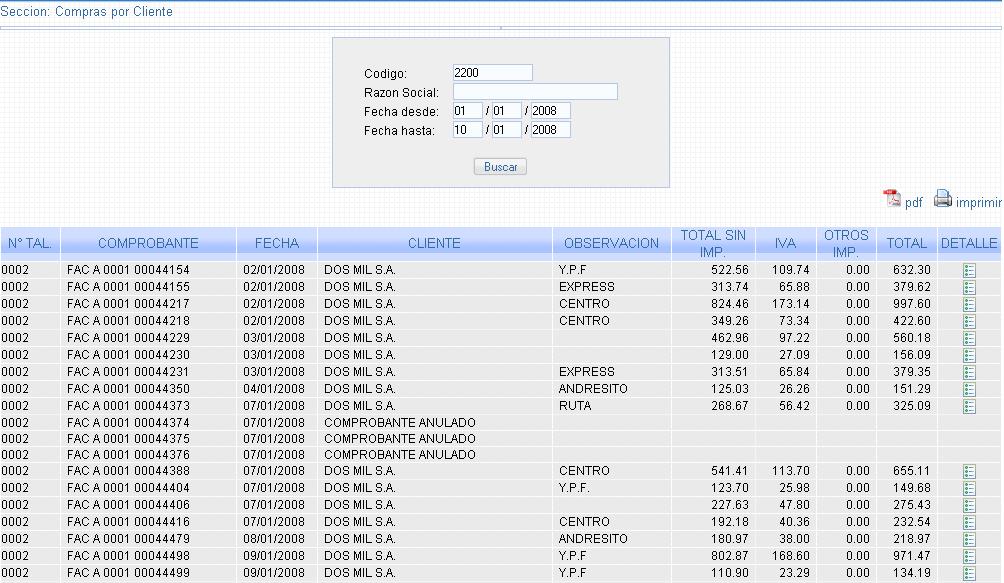 Seccion: Compras por Cliente
Codigo: 2200
Razon Social:
Fecha desde: 01 / 01 / 2008
Fecha hasta: 10 / 01 / 2008
Buscar
pdf imprimir
N° TAL. COMPROBANTE FECHA CLIENTE OBSERVACION TOTAL SIN IMP. IVA OTROS IMP. TOTAL DETALLE
0002 FAC A 0001 00044154 02/01/2008 DOS MIL S.A. Y.P.F 522.56 109.74 0.00 632.30
0002 FAC A 0001 00044155 02/01/2008 DOS MIL S.A. EXPRESS 313.74 65.88 0.00 379.62
0002 FAC A 0001 00044217 02/01/2008 DOS MIL S.A. CENTRO 824.46 173.14 0.00 997.60
0002 FAC A 0001 00044218 02/01/2008 DOS MIL S.A. CENTRO 349.26 73.34 0.00 422.60
0002 FAC A 0001 00044229 03/01/2008 DOS MIL S.A. 462.96 97.22 0.00 560.18
0002 FAC A 0001 00044230 03/01/2008 DOS MIL S.A. 129.00 27.09 0.00 156.09
0002 FAC A 0001 00044231 03/01/2008 DOS MIL S.A. EXPRESS 313.51 65.84 0.00 379.35
0002 FAC A 0001 00044350 04/01/2008 DOS MIL S.A. ANDRESITO 125.03 26.26 0.00 151.29
0002 FAC A 0001 00044373 07/01/2008 DOS MIL S.A. RUTA 268.67 56.42 0.00 325.09
0002 FAC A 0001 00044374 07/01/2008 COMPROBANTE ANULADO
0002 FAC A 0001 00044375 07/01/2008 COMPROBANTE ANULADO
0002 FAC A 0001 00044376 07/01/2008 COMPROBANTE ANULADO
0002 FAC A 0001 00044388 07/01/2008 DOS MIL S.A. CENTRO 541.41 113.70 0.00 655.11
0002 FAC A 0001 00044404 07/01/2008 DOS MIL S.A. Y.P.F. 123.70 25.98 0.00 149.68
0002 FAC A 0001 00044406 07/01/2008 DOS MIL S.A. 227.63 47.80 0.00 275.43
0002 FAC A 0001 00044416 07/01/2008 DOS MIL S.A. CENTRO 192.18 40.36 0.00 232.54
0002 FAC A 0001 00044479 08/01/2008 DOS MIL S.A. ANDRESITO 180.97 38.00 0.00 218.97
0002 FAC A 0001 00044498 09/01/2008 DOS MIL S.A. Y.P.F 802.87 168.60 0.00 971.47
0002 FAC A 0001 00044499 09/01/2008 DOS MIL S.A. Y.P.F 110.90 23.29 0.00 134.19